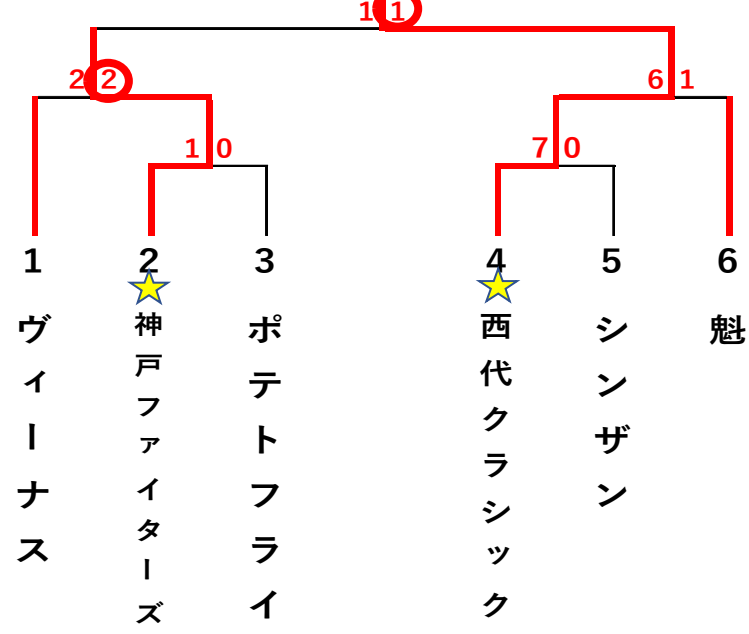 1 1
2 2
6 1
1 0
7 0
1
2
3
4
5
6
ヴィーナス
神戸ファイターズ
ポテトフライ
西代クラシック
シンザン
魁